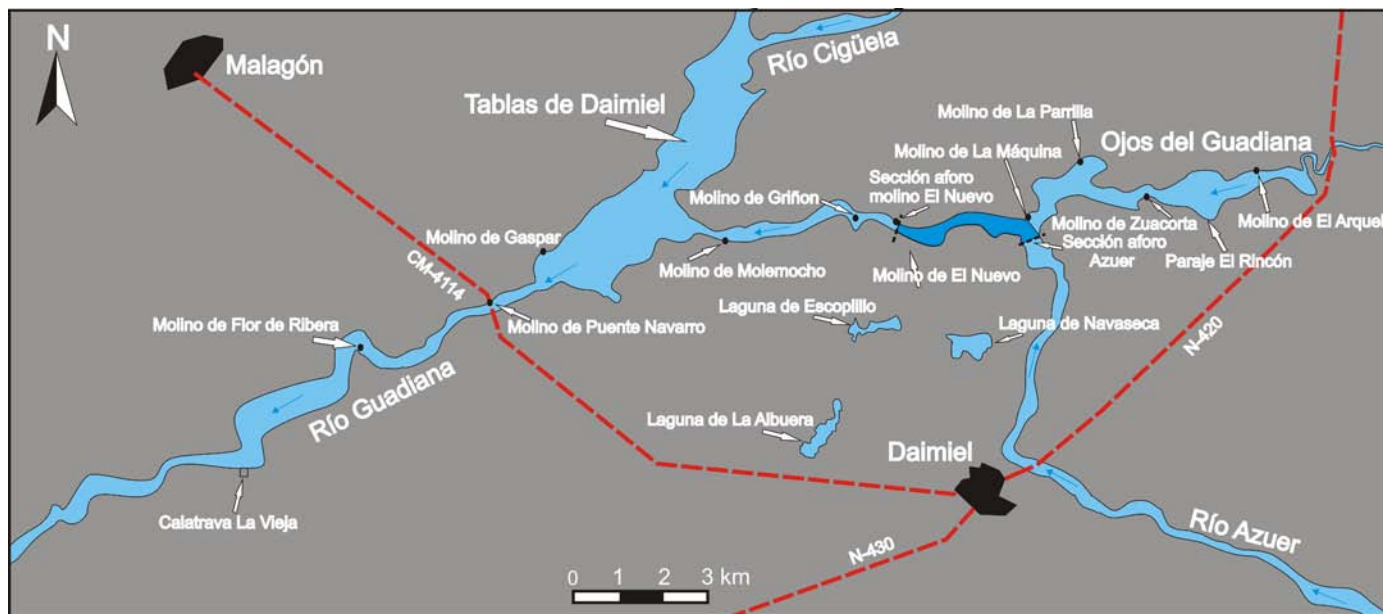 N
Malagón
Río Cigüela
Tablas de Daimiel
Molino de La Parrilla
Ojos del Guadiana
Molino de La Máquina
Sección aforo
molino El Nuevo
Molino de Griñon
Molino de Zuacorta
Molino de El Arquel
Sección aforo
Azuer
Paraje El Rincón
Molino de Gaspar
Molino de Molemocho
Molino de El Nuevo
CM-4114
Laguna de Escoplillo
Molino de Flor de Ribera
Molino de Puente Navarro
Laguna de Navaseca
N-420
Río Guadiana
Laguna de La Albuera
Daimiel
Calatrava La Vieja
Río Azuer
N-430
0 1 2 3 km